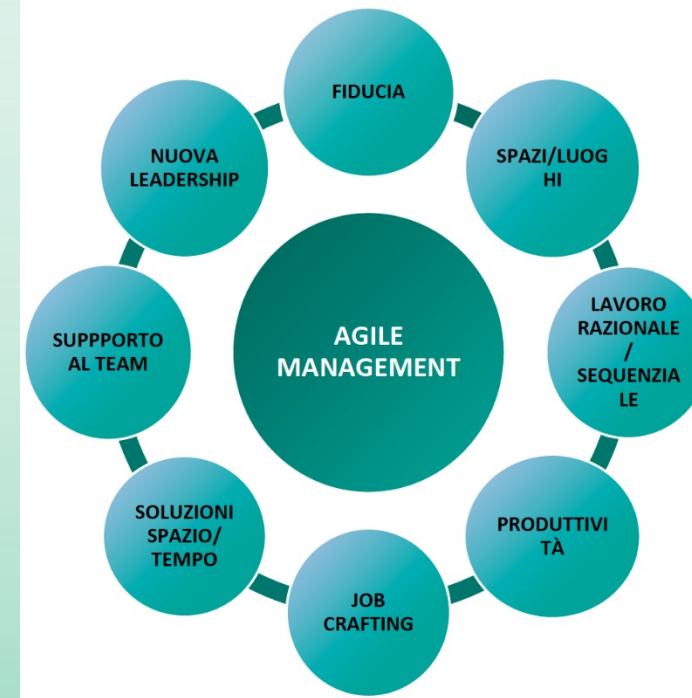 FIDUCIA
SPAZI/LUOG
HI
LAVORO
RAZIONALE
/
SEQUENZIA
LE
PRODUTTIVI
TÀ
JOB
CRAFTING
SOLUZIONI
SPAZIO/
TEMPO
SUPPPORTO
AL TEAM
NUOVA
LEADERSHIP
AGILE
MANAGEMENT